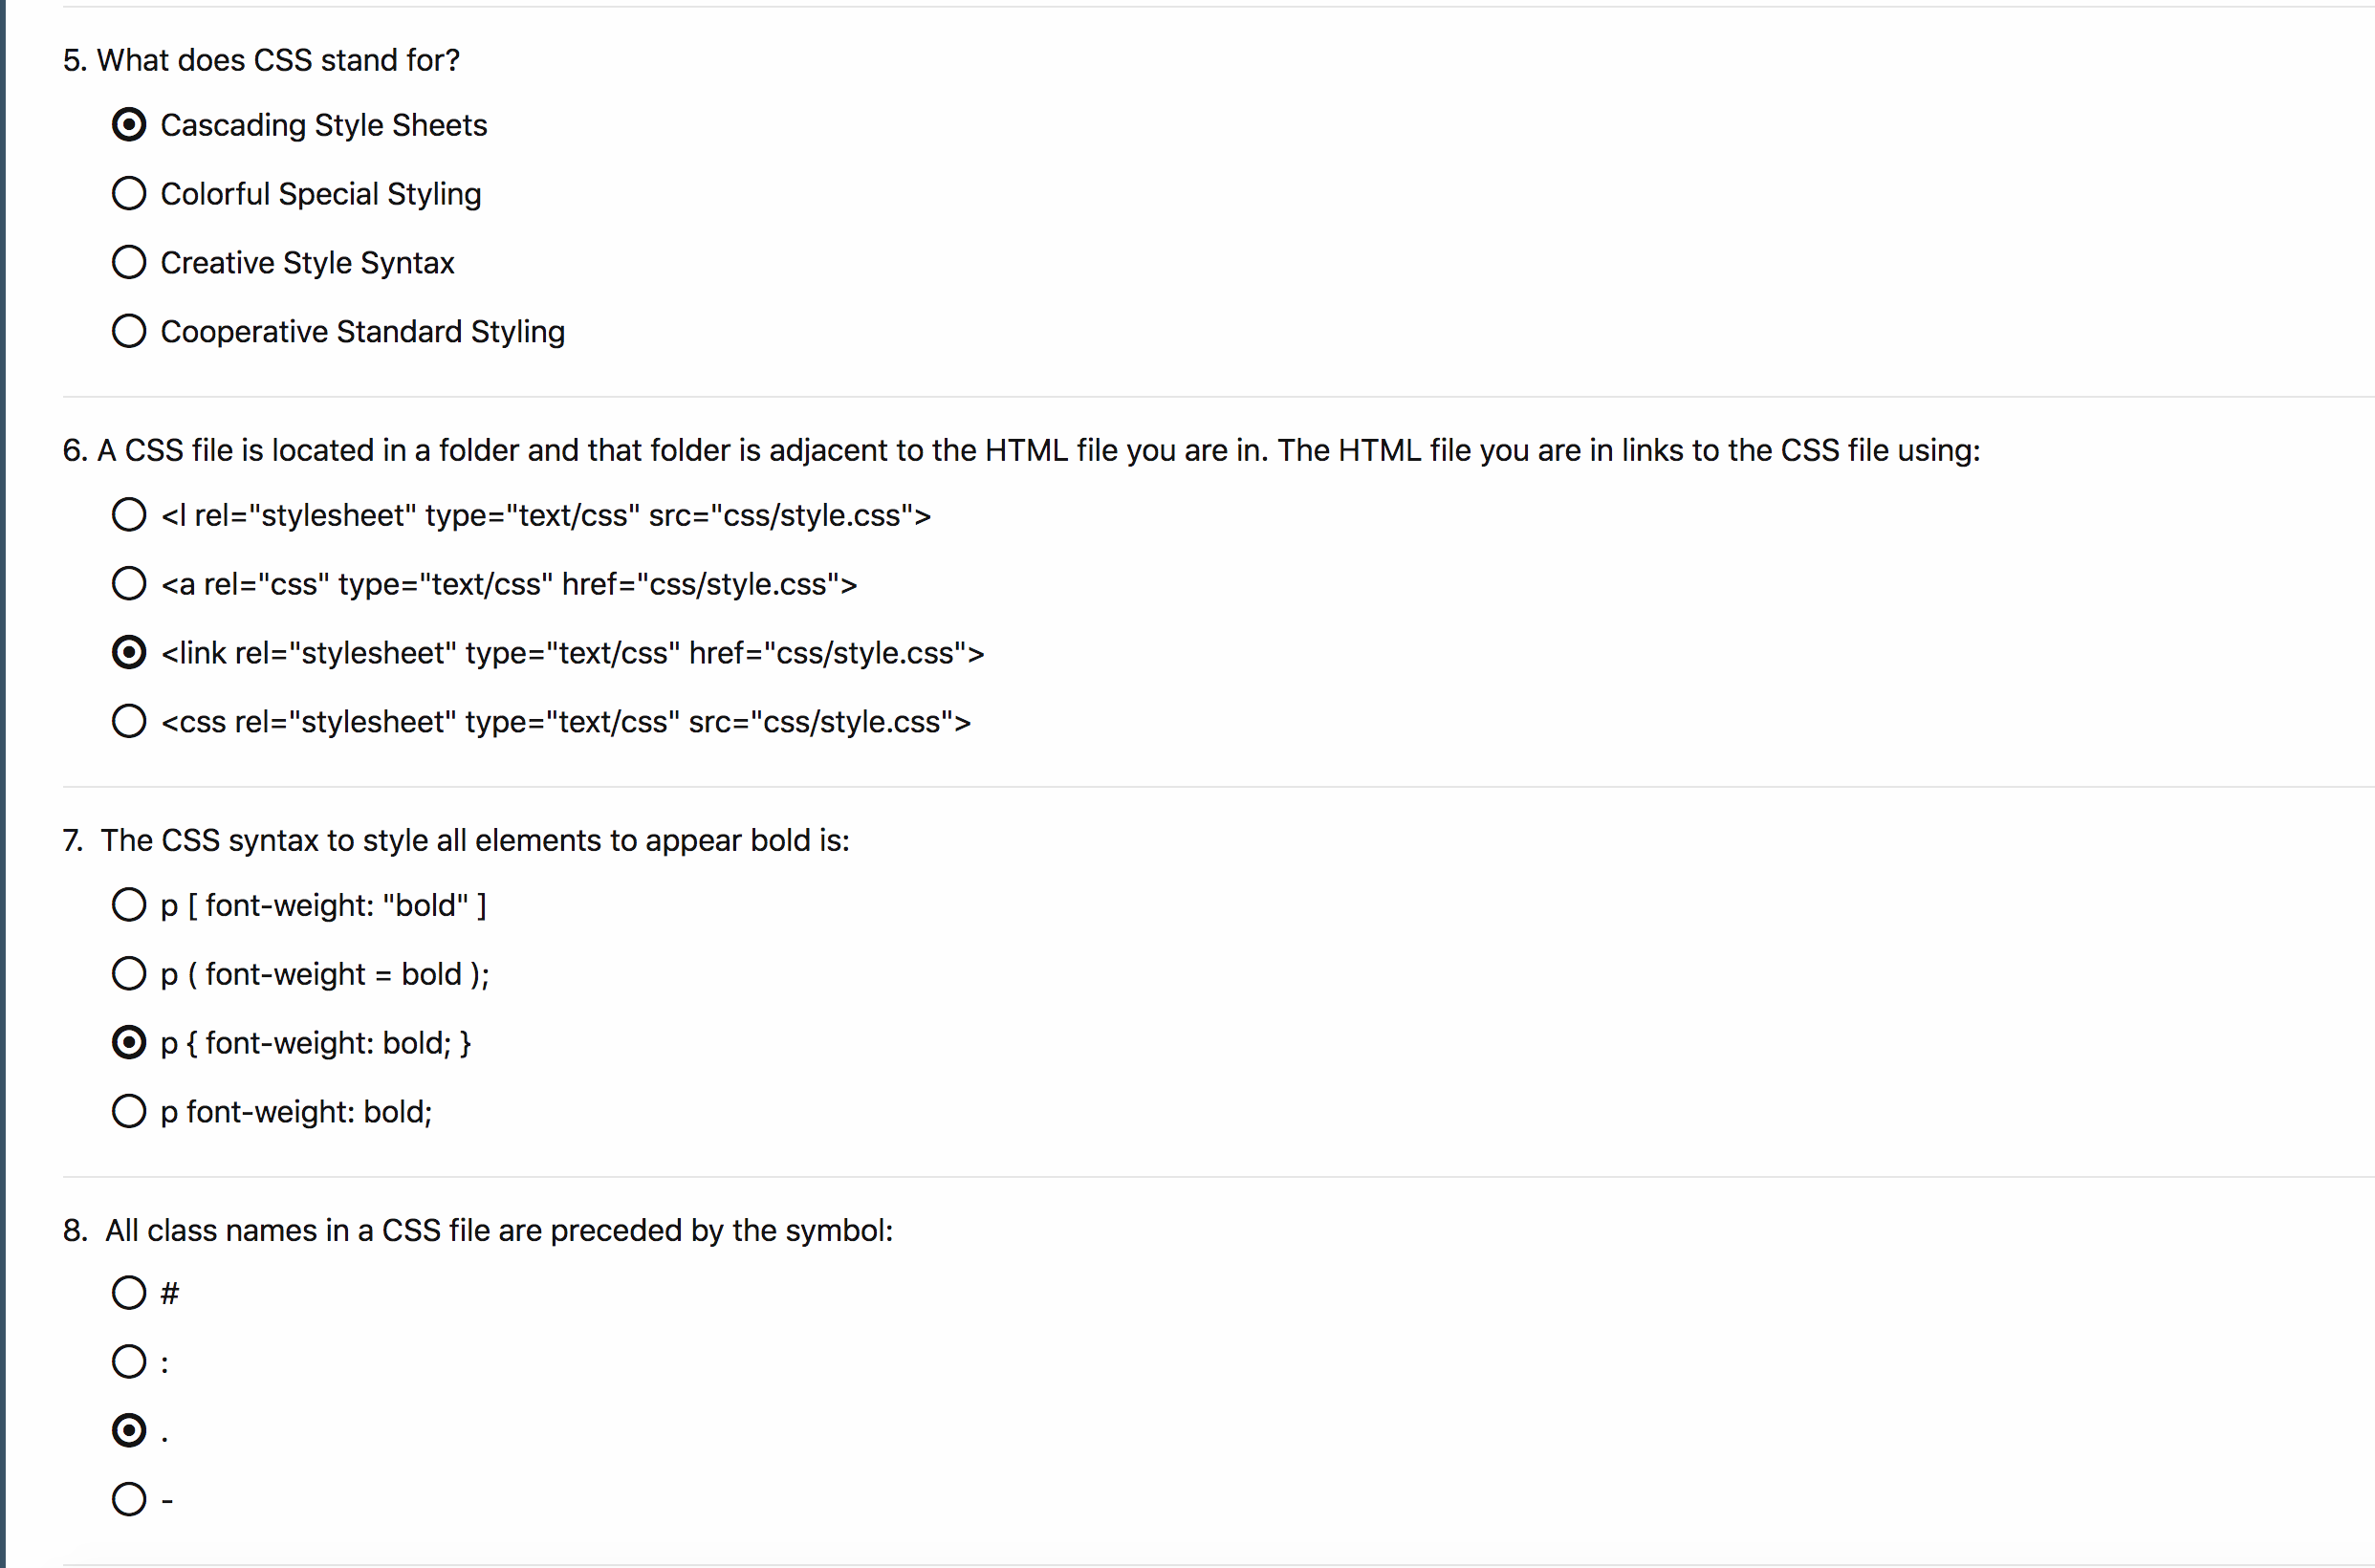 5. What does CSS stand for?
Cascading Style Sheets
Colorful Special Styling
Creative Style Syntax
Cooperative Standard Styling
6. A CSS file is located in a folder and that folder is adjacent to the HTML file you are in. The HTML file you are in links to the CSS file using:
<l rel="stylesheet" type="text/css" src="css/style.css">
<a rel="css" type="text/css" href="css/style.css">
<link rel="stylesheet" type="text/css" href="css/style.css">
<css rel="stylesheet" type="text/css" src="css/style.css">
7. The CSS syntax to style all elements to appear bold is:
p [ font-weight: "bold" ]
p ( font-weight = bold );
p { font-weight: bold; }
p font-weight: bold;
8. All class names in a CSS file are preceded by the symbol:
#
:
.
-